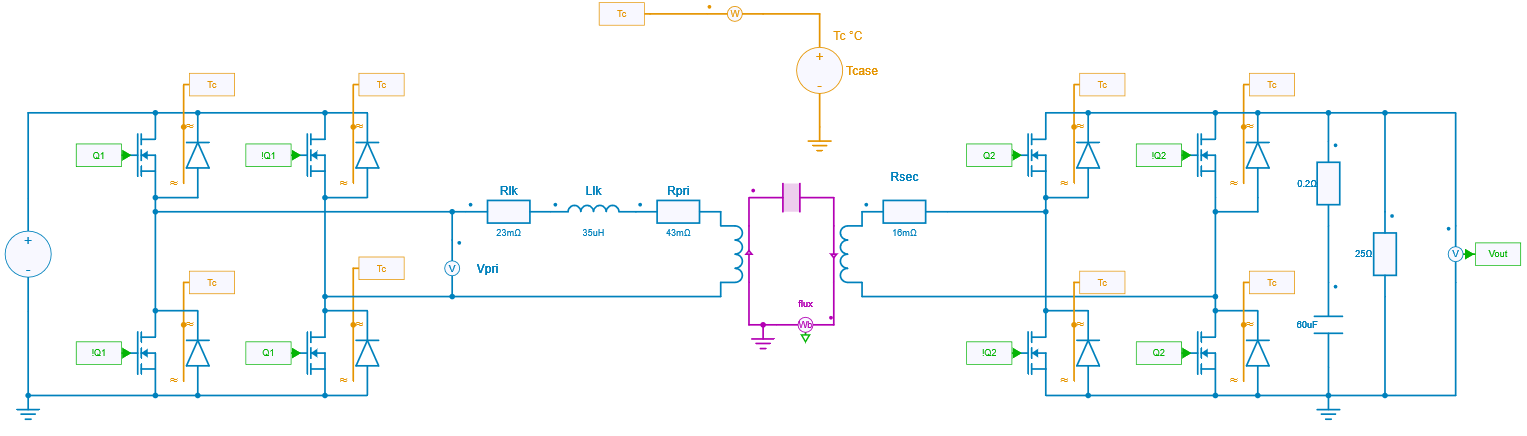 Tc
W
Tc °C
+
-
Tcase
Tc
Tc
Tc
Tc
≈
≈
≈
≈
Q1
!Q1
Q2
!Q2
≈
≈
≈
≈
Rlk
Llk
Rpri
Rsec
0.2Ω
23mΩ
35uH
43mΩ
16mΩ
+
-
V
Vpri
25Ω
V
Vout
Tc
Tc
Tc
Tc
flux
Wb
60uF
≈
≈
≈
≈
!Q1
Q1
!Q2
Q2
≈
≈
≈
≈